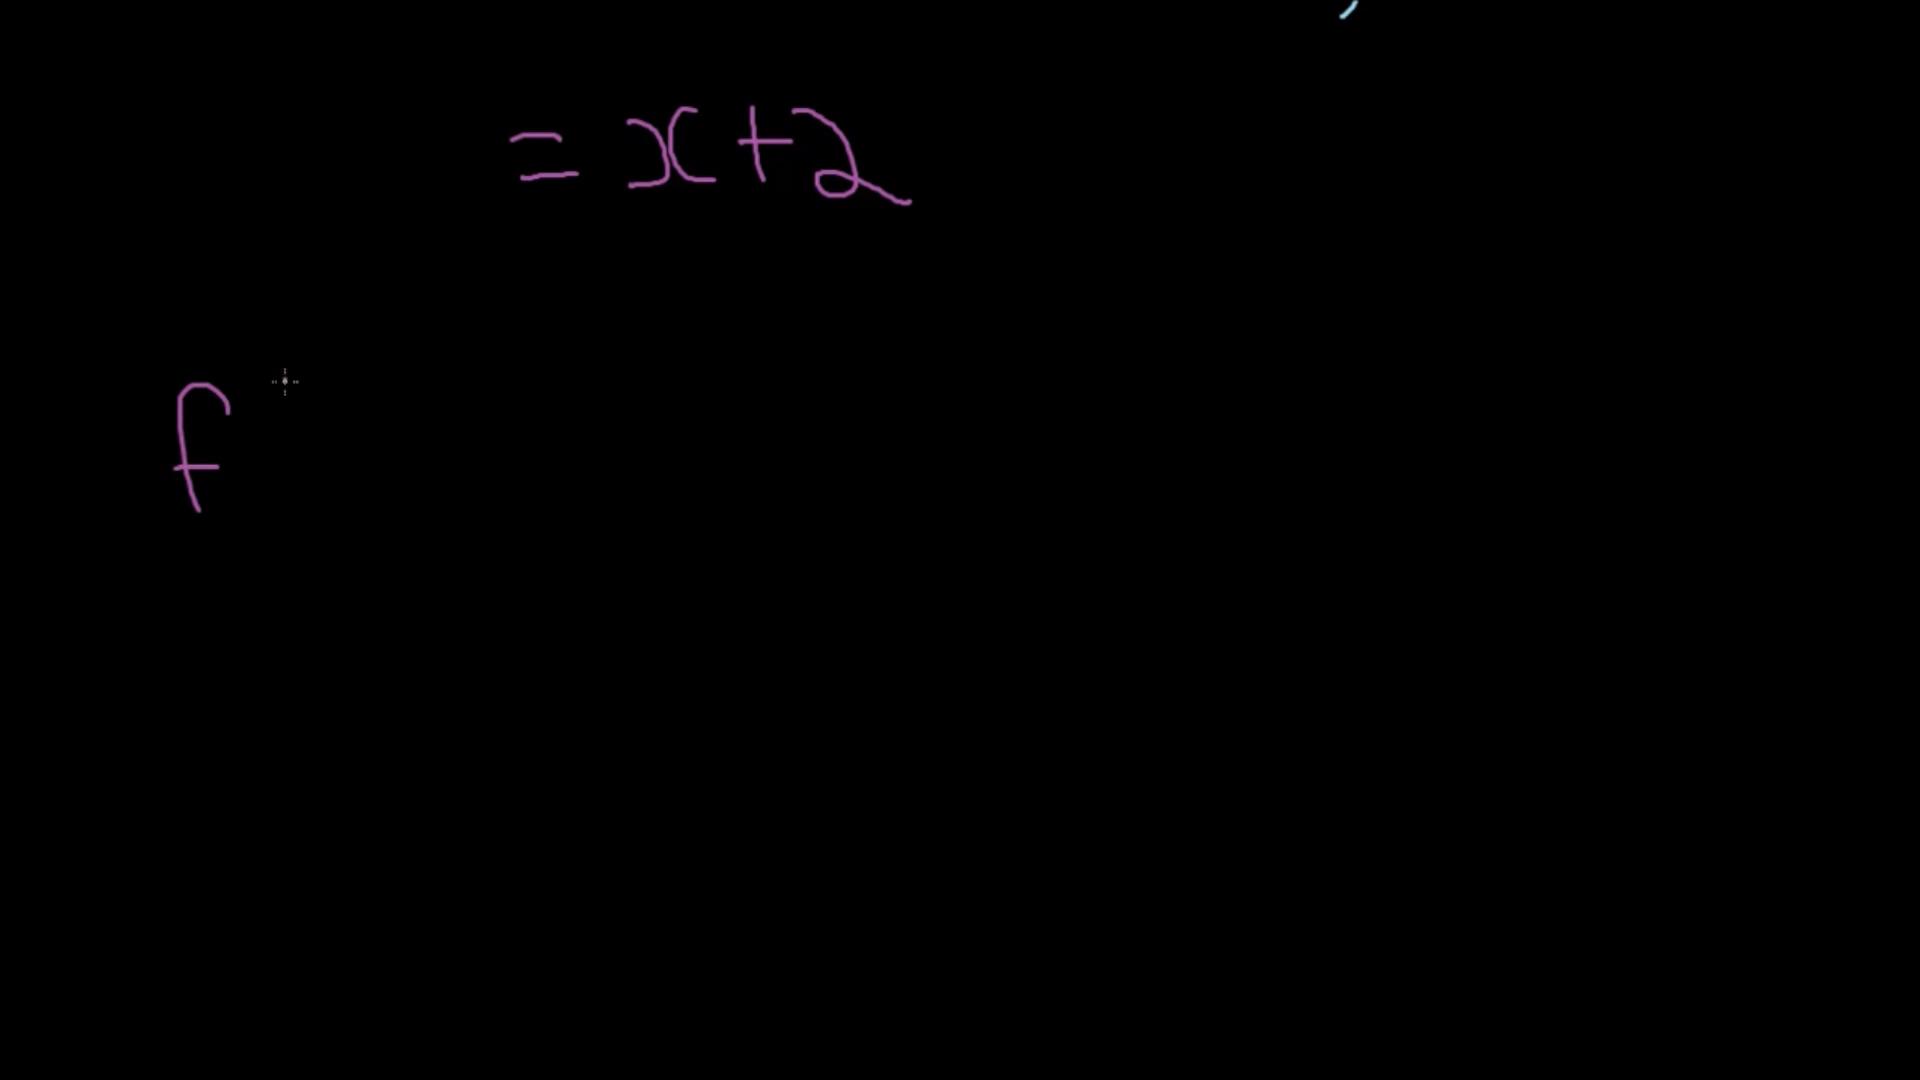 = x + 2
f